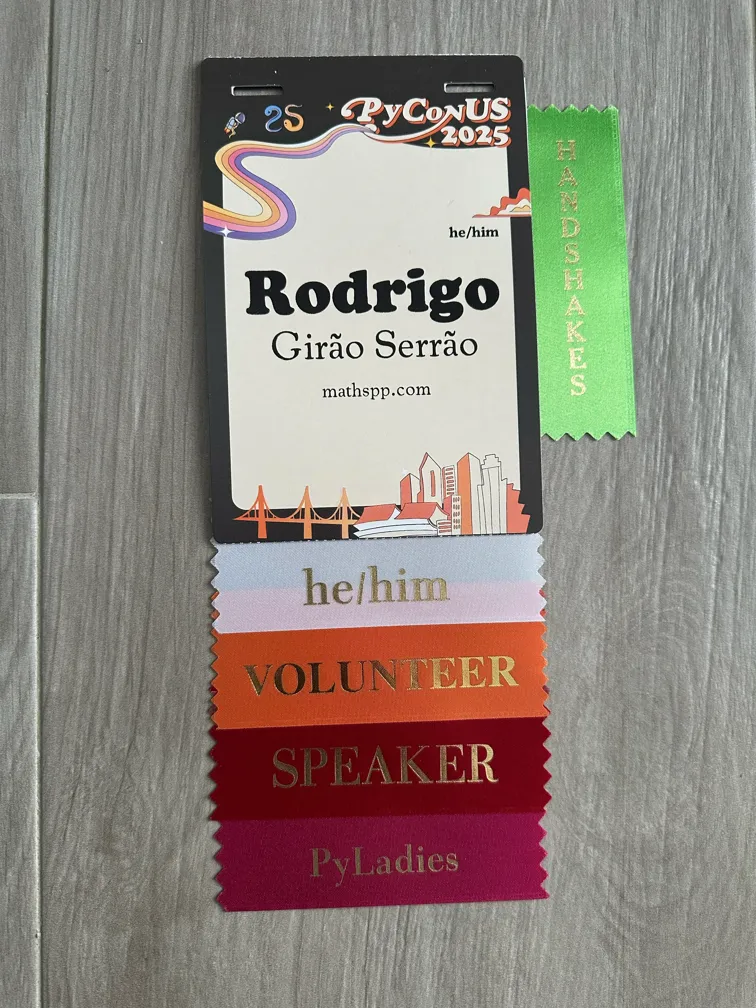 PyConUS
2025
he/him
Rodrigo
Girão Serrão
mathspp.com
HANDSHAKES
he/him
VOLUNTEER
SPEAKER
PyLadies